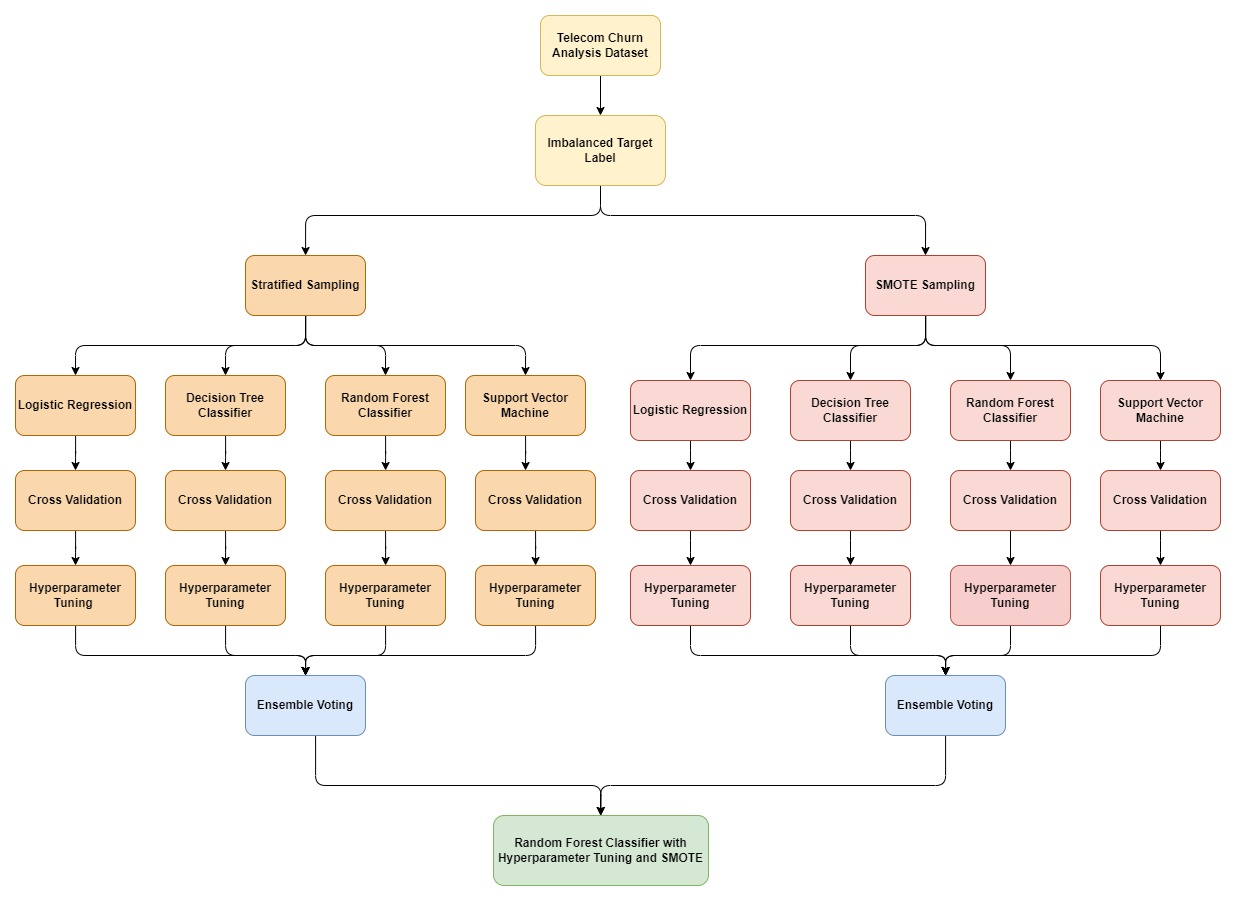 Telecom Churn
Analysis Dataset
Imbalanced Target
Label
Stratified Sampling
SMOTE Sampling
Logistic Regression
Decision Tree
Classifier
Random Forest
Classifier
Support Vector
Machine
Logistic Regression
Decision Tree
Classifier
Random Forest
Classifier
Support Vector
Machine
Cross Validation
Cross Validation
Cross Validation
Cross Validation
Cross Validation
Cross Validation
Cross Validation
Cross Validation
Hyperparameter
Tuning
Hyperparameter
Tuning
Hyperparameter
Tuning
Hyperparameter
Tuning
Hyperparameter
Tuning
Hyperparameter
Tuning
Hyperparameter
Tuning
Hyperparameter
Tuning
Ensemble Voting
Ensemble Voting
Random Forest Classifier with
Hyperparameter Tuning and SMOTE